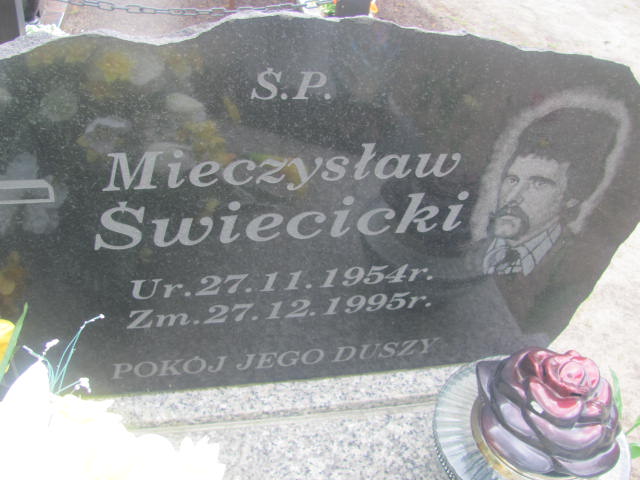 Ś.P.
Mieczysław
Świecicki
Ur.27.11.1954r.
Zm.27.12.1995r.
POKÓJ JEGO DUSZY